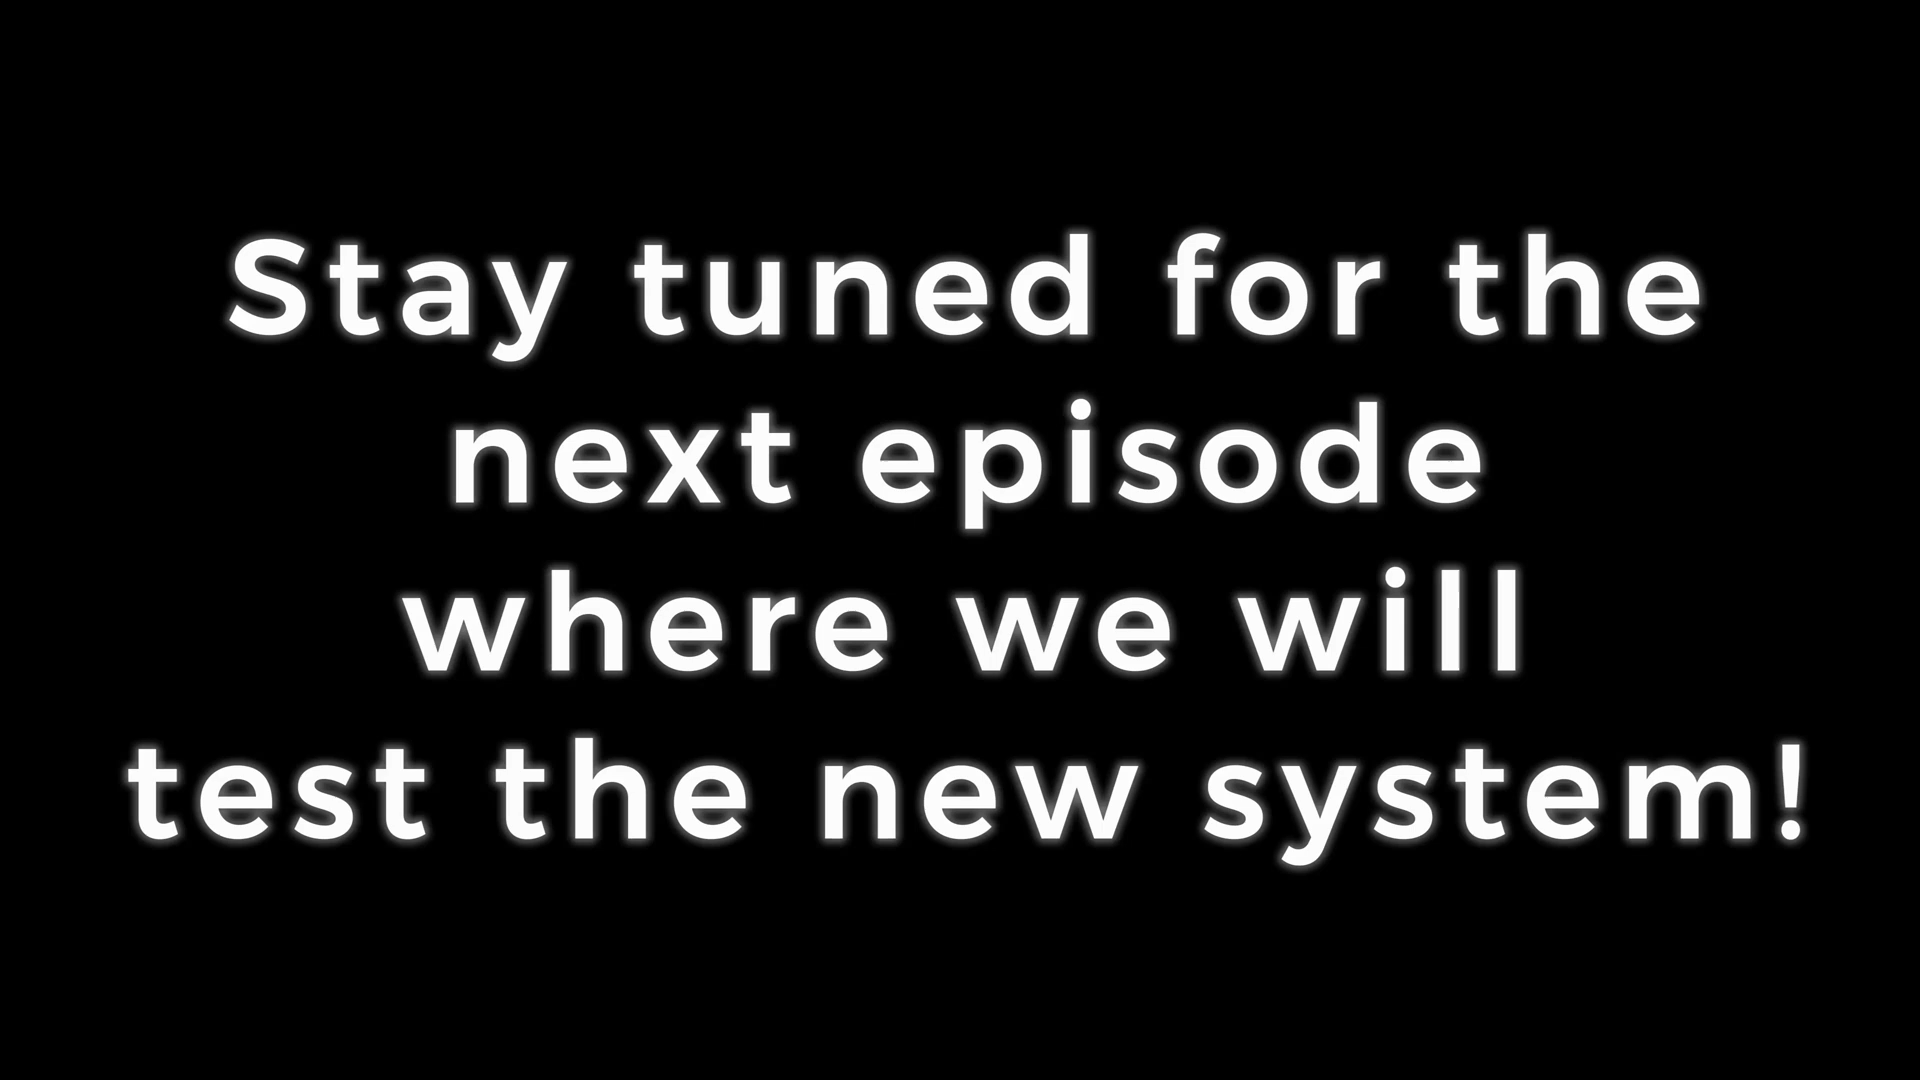 Stay tuned for the
next episode
where we will
test the new system!